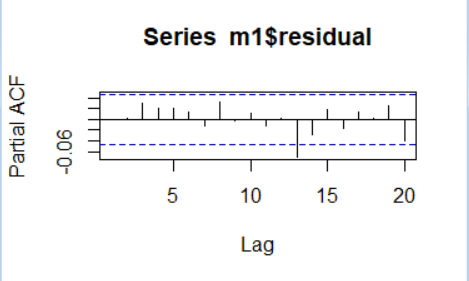 Series m1$residual
Partial ACF
-0.06
5 10 15 20
Lag